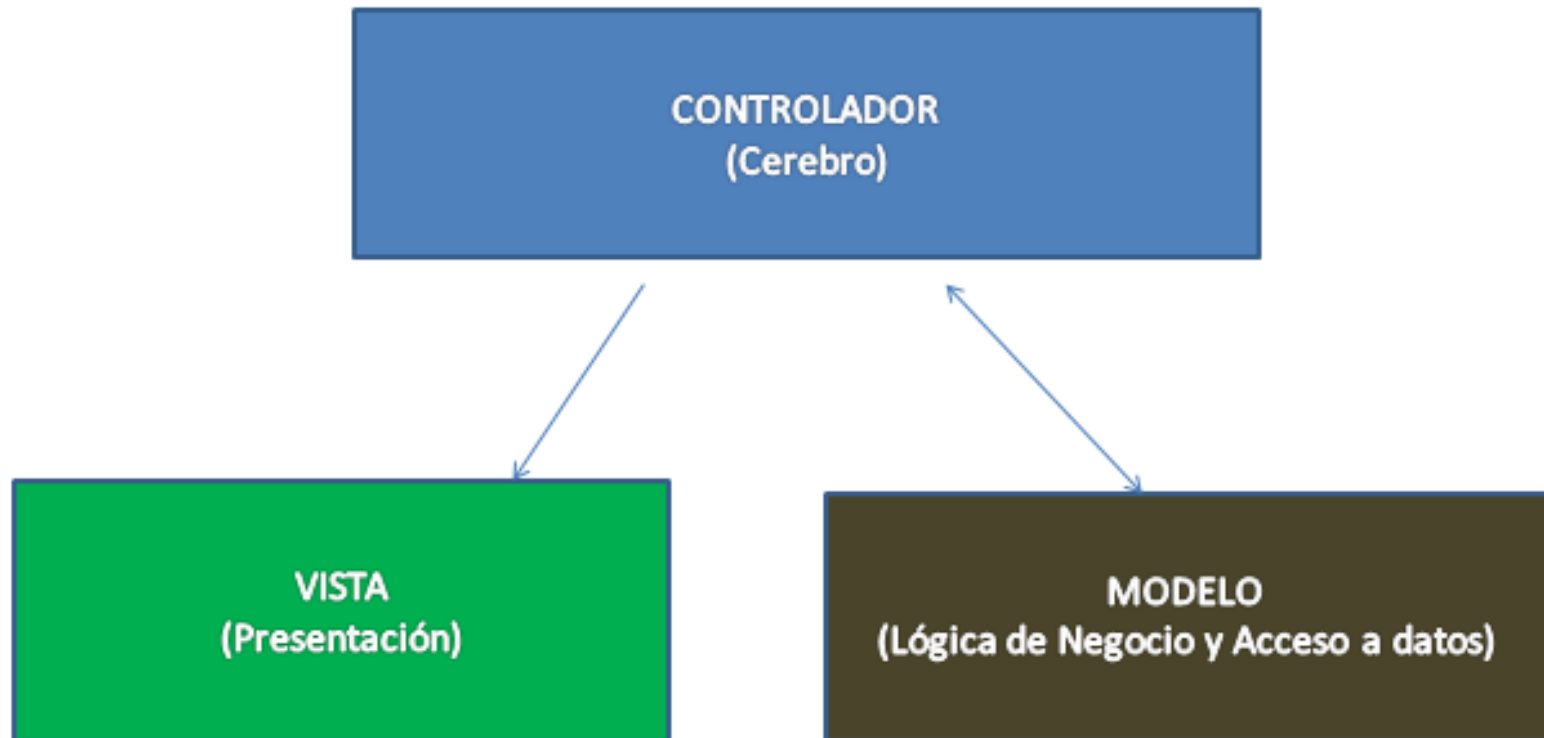 CONTROLADOR
(Cerebro)
VISTA
(Presentación)
MODELO
(Lógica de Negocio y Acceso a datos)